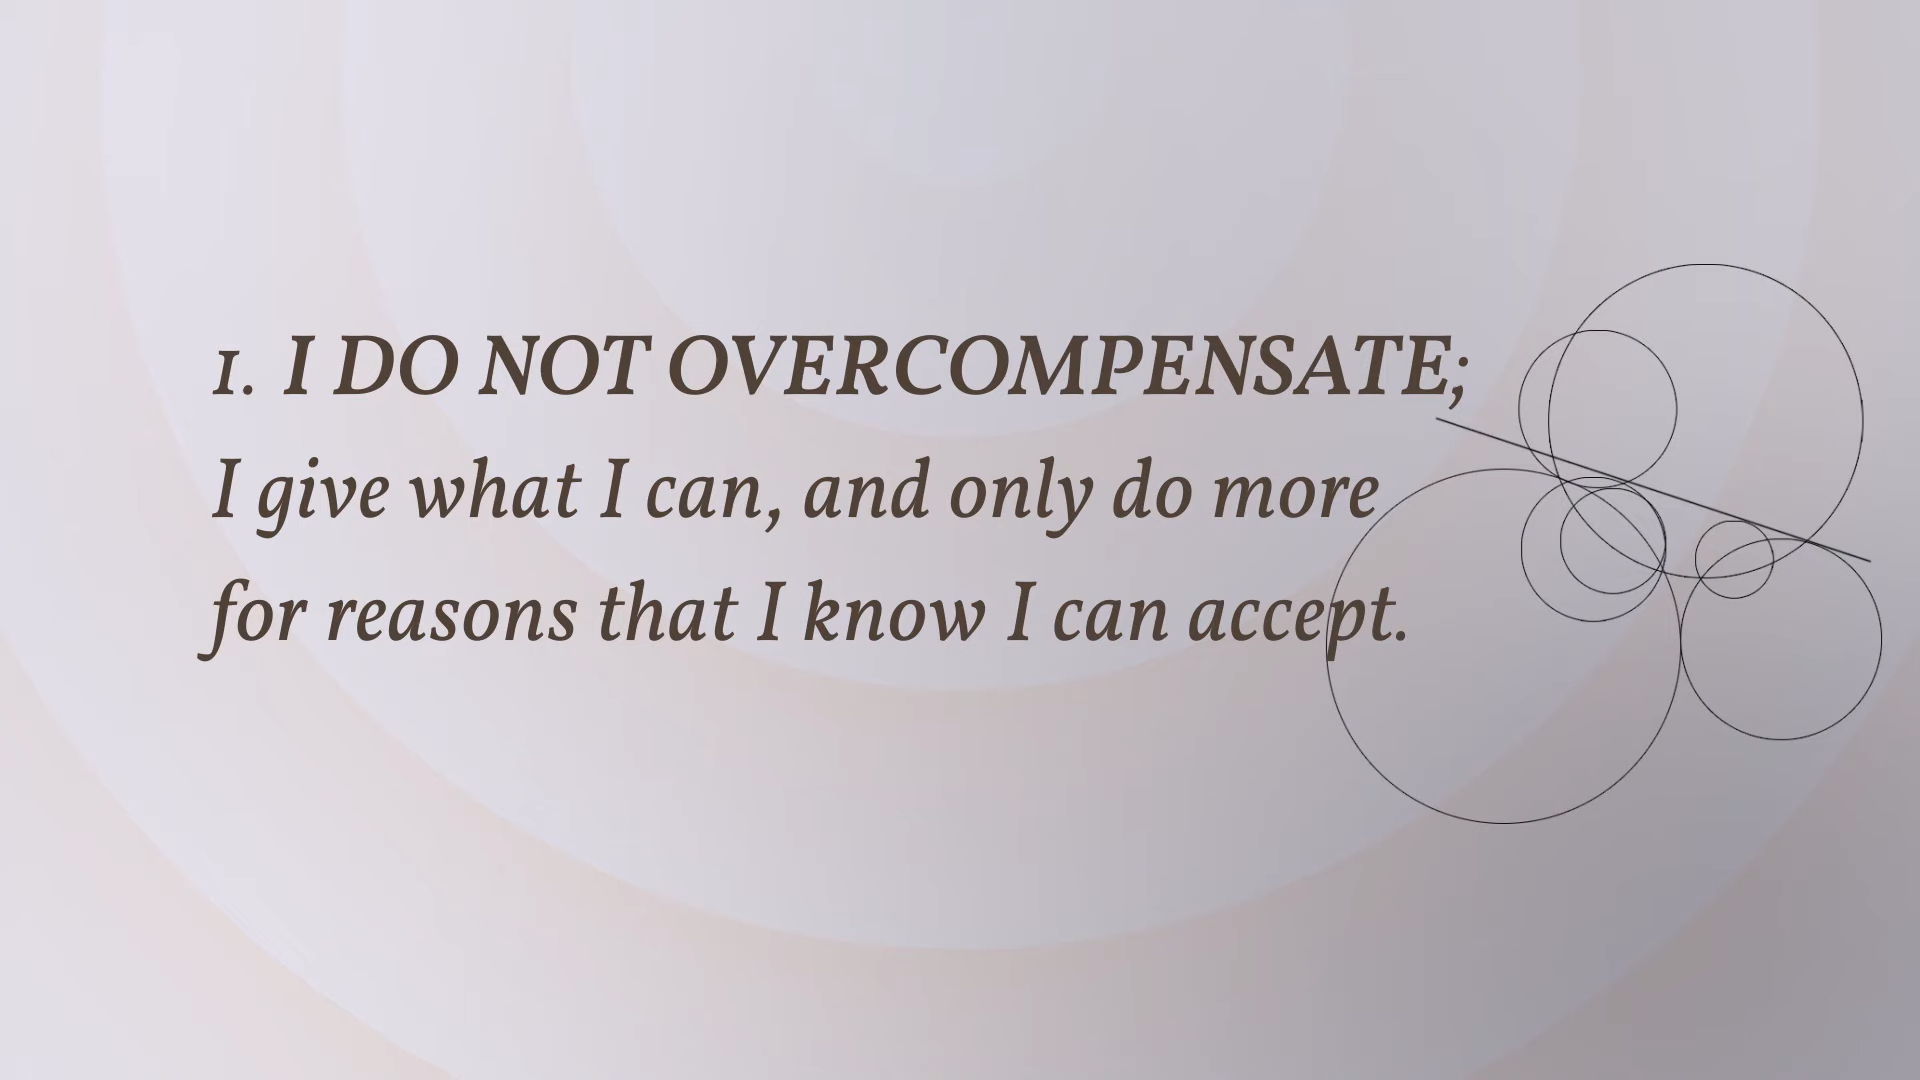 1. I DO NOT OVERCOMPENSATE;
I give what I can, and only do more
for reasons that I know I can accept.